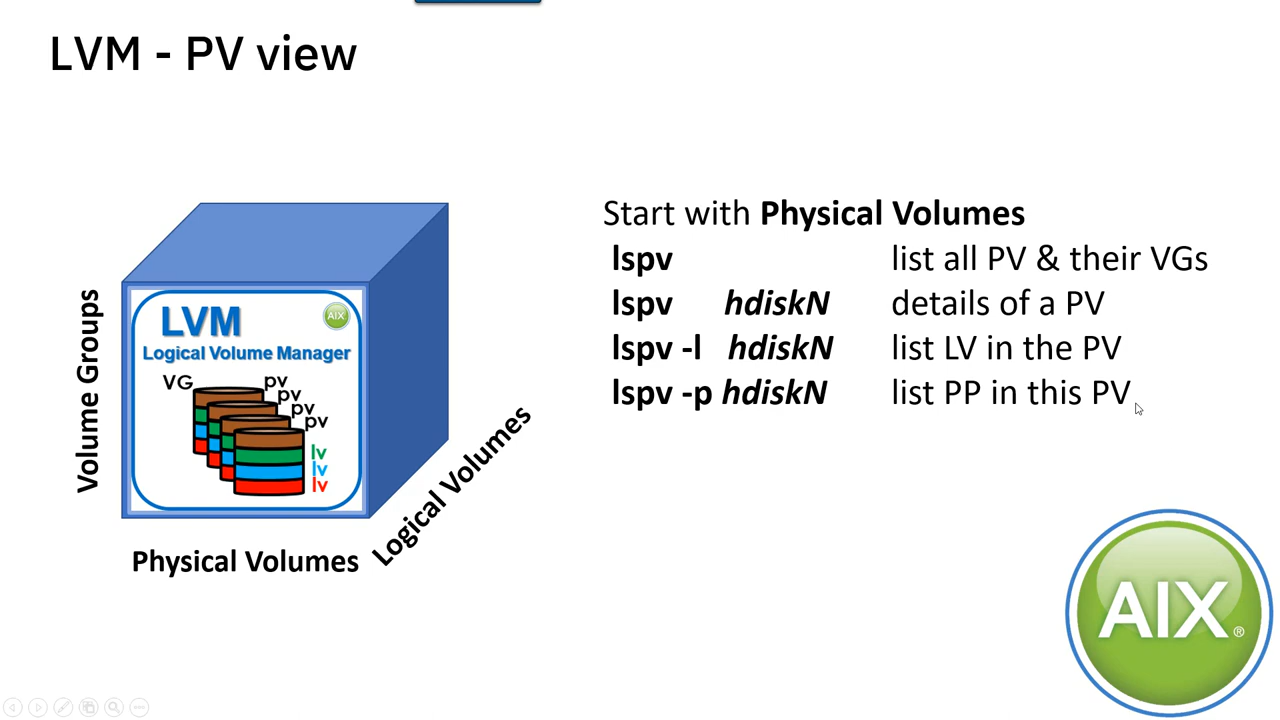 LVM - PV view
Start with Physical Volumes
lspv list all PV & their VGs
lspv hdiskN details of a PV
lspv -l hdiskN list LV in the PV
lspv -p hdiskN list PP in this PV
Volume Groups
LVM
AIX
Logical Volume Manager
VG
pv
pv
pv
pv
lv
lv
lv
Physical Volumes
Logical Volumes
AIX®